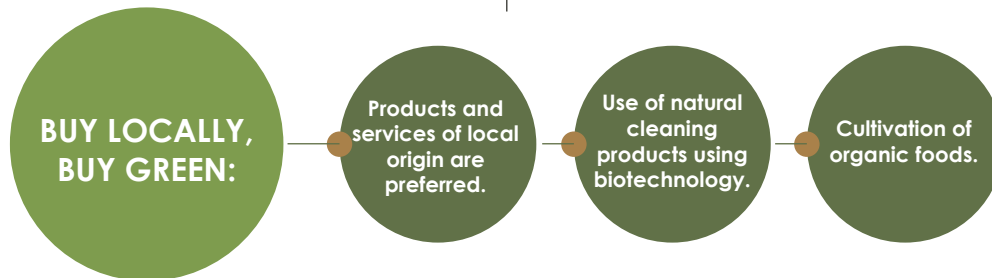 BUY LOCALLY,
BUY GREEN:
Products and
services of local
origin are
preferred.
Use of natural
cleaning
products using
biotechnology.
Cultivation of
organic foods.